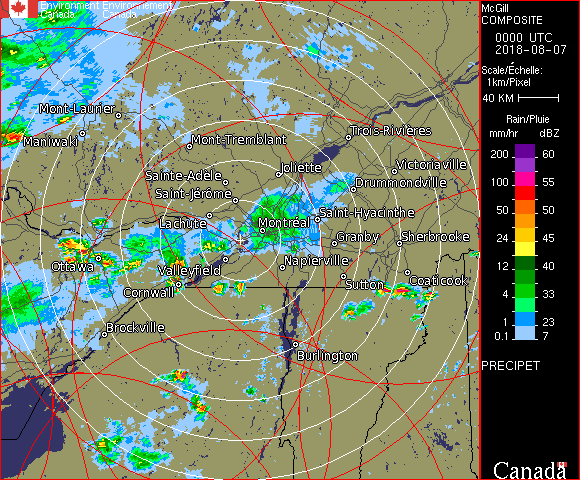 Environment Environnement
Canada Canada
McGill
COMPOSITE
0000 UTC
2018-08-07
Scale/Échelle:
1km/Pixel
40 KM
Rain/Pluie
mm/hr dBZ
200 60
100 55
50 50
24 45
12 40
4 33
1 23
0.1 7
PRECIPET
Canada
Mont-Laurier
Maniwaki
Mont-Tremblant
Trois-Rivières
Joliette
Victoriaville
Sainte-Adèle
Drummondville
Saint-Jérôme
Saint-Hyacinthe
Lachute
Montréal
Granby
Sherbrooke
Ottawa
Valleyfield
Napierville
Sutton
Coaticook
Cornwall
Brockville
Burlington